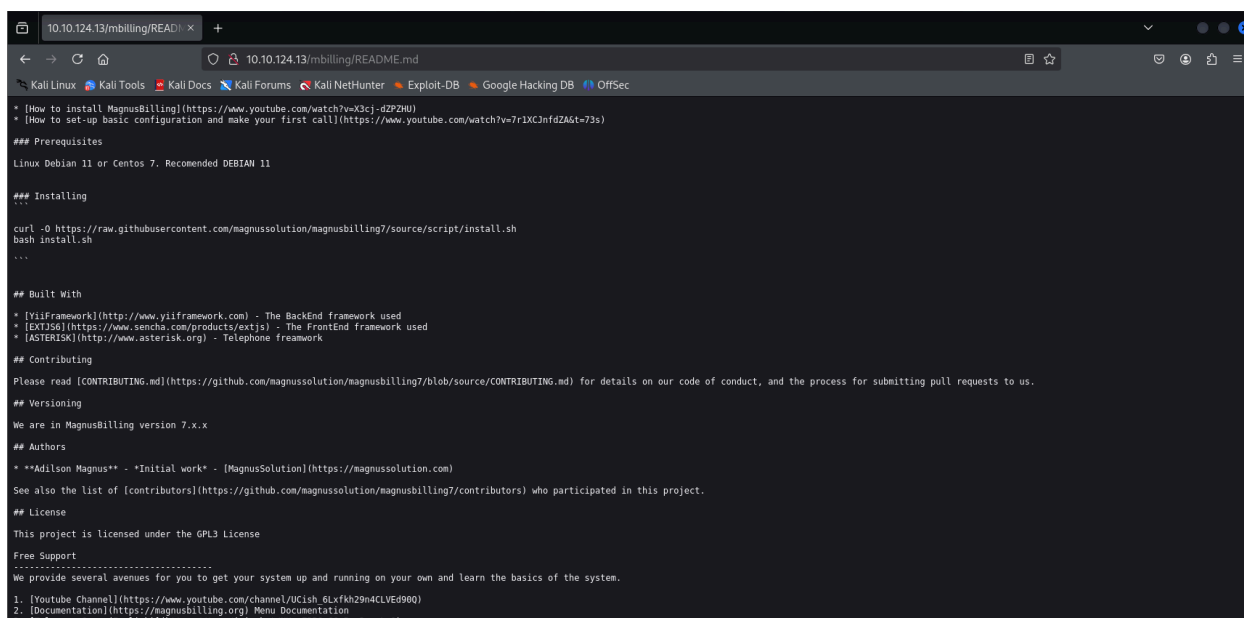 10.10.124.13/mbilling/READM
10.10.124.13/mbilling/README.md
Kali Linux Kali Tools Kali Docs Kali Forums Kali NetHunter Exploit-DB Google Hacking DB OffSec
* [How to install MagnusBilling](https://www.youtube.com/watch?v=X3cj-dZPZHU)
* [How to set-up basic configuration and make your first call](https://www.youtube.com/watch?v=7r1XCJnfdZA&t=73s)
### Prerequisites
Linux Debian 11 or Centos 7. Recomended DEBIAN 11
### Installing
```
curl -O https://raw.githubusercontent.com/magnussolution/magnusbilling7/source/script/install.sh
bash install.sh
```
## Built With
* [YiiFramework](http://www.yiiframework.com) - The BackEnd framework used
* [EXTJS6](https://www.sencha.com/products/extjs) - The FrontEnd framework used
* [ASTERISK](http://www.asterisk.org) - Telephone freamwork
## Contributing
Please read [CONTRIBUTING.md](https://github.com/magnussolution/magnusbilling7/blob/source/CONTRIBUTING.md) for details on our code of conduct, and the process for submitting pull requests to us.
## Versioning
We are in MagnusBilling version 7.x.x
## Authors
* **Adilson Magnus** - *Initial work* - [MagnusSolution](https://magnussolution.com)
See also the list of [contributors](https://github.com/magnussolution/magnusbilling7/contributors) who participated in this project.
## License
This project is licensed under the GPL3 License
Free Support
--------------------------------------
We provide several avenues for you to get your system up and running on your own and learn the basics of the system.
1. [Youtube Channel](https://www.youtube.com/channel/UCish_6Lxfkh29n4CLVEd90Q)
2. [Documentation](https://magnusbilling.org) Menu Documentation